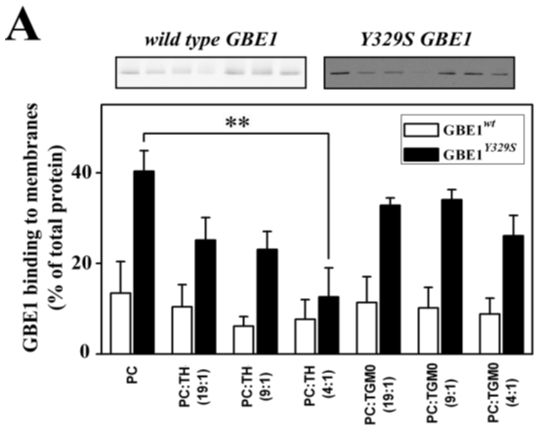 A
wild type GBE1
Y329S GBE1
GBE1 binding to membranes
(% of total protein)
40
20
0
**
GBE1wt
GBE1Y329S
PC
PC:TH
(19:1)
PC:TH
(9:1)
PC:TH
(4:1)
PC:TGM0
(19:1)
PC:TGM0
(9:1)
PC:TGM0
(4:1)